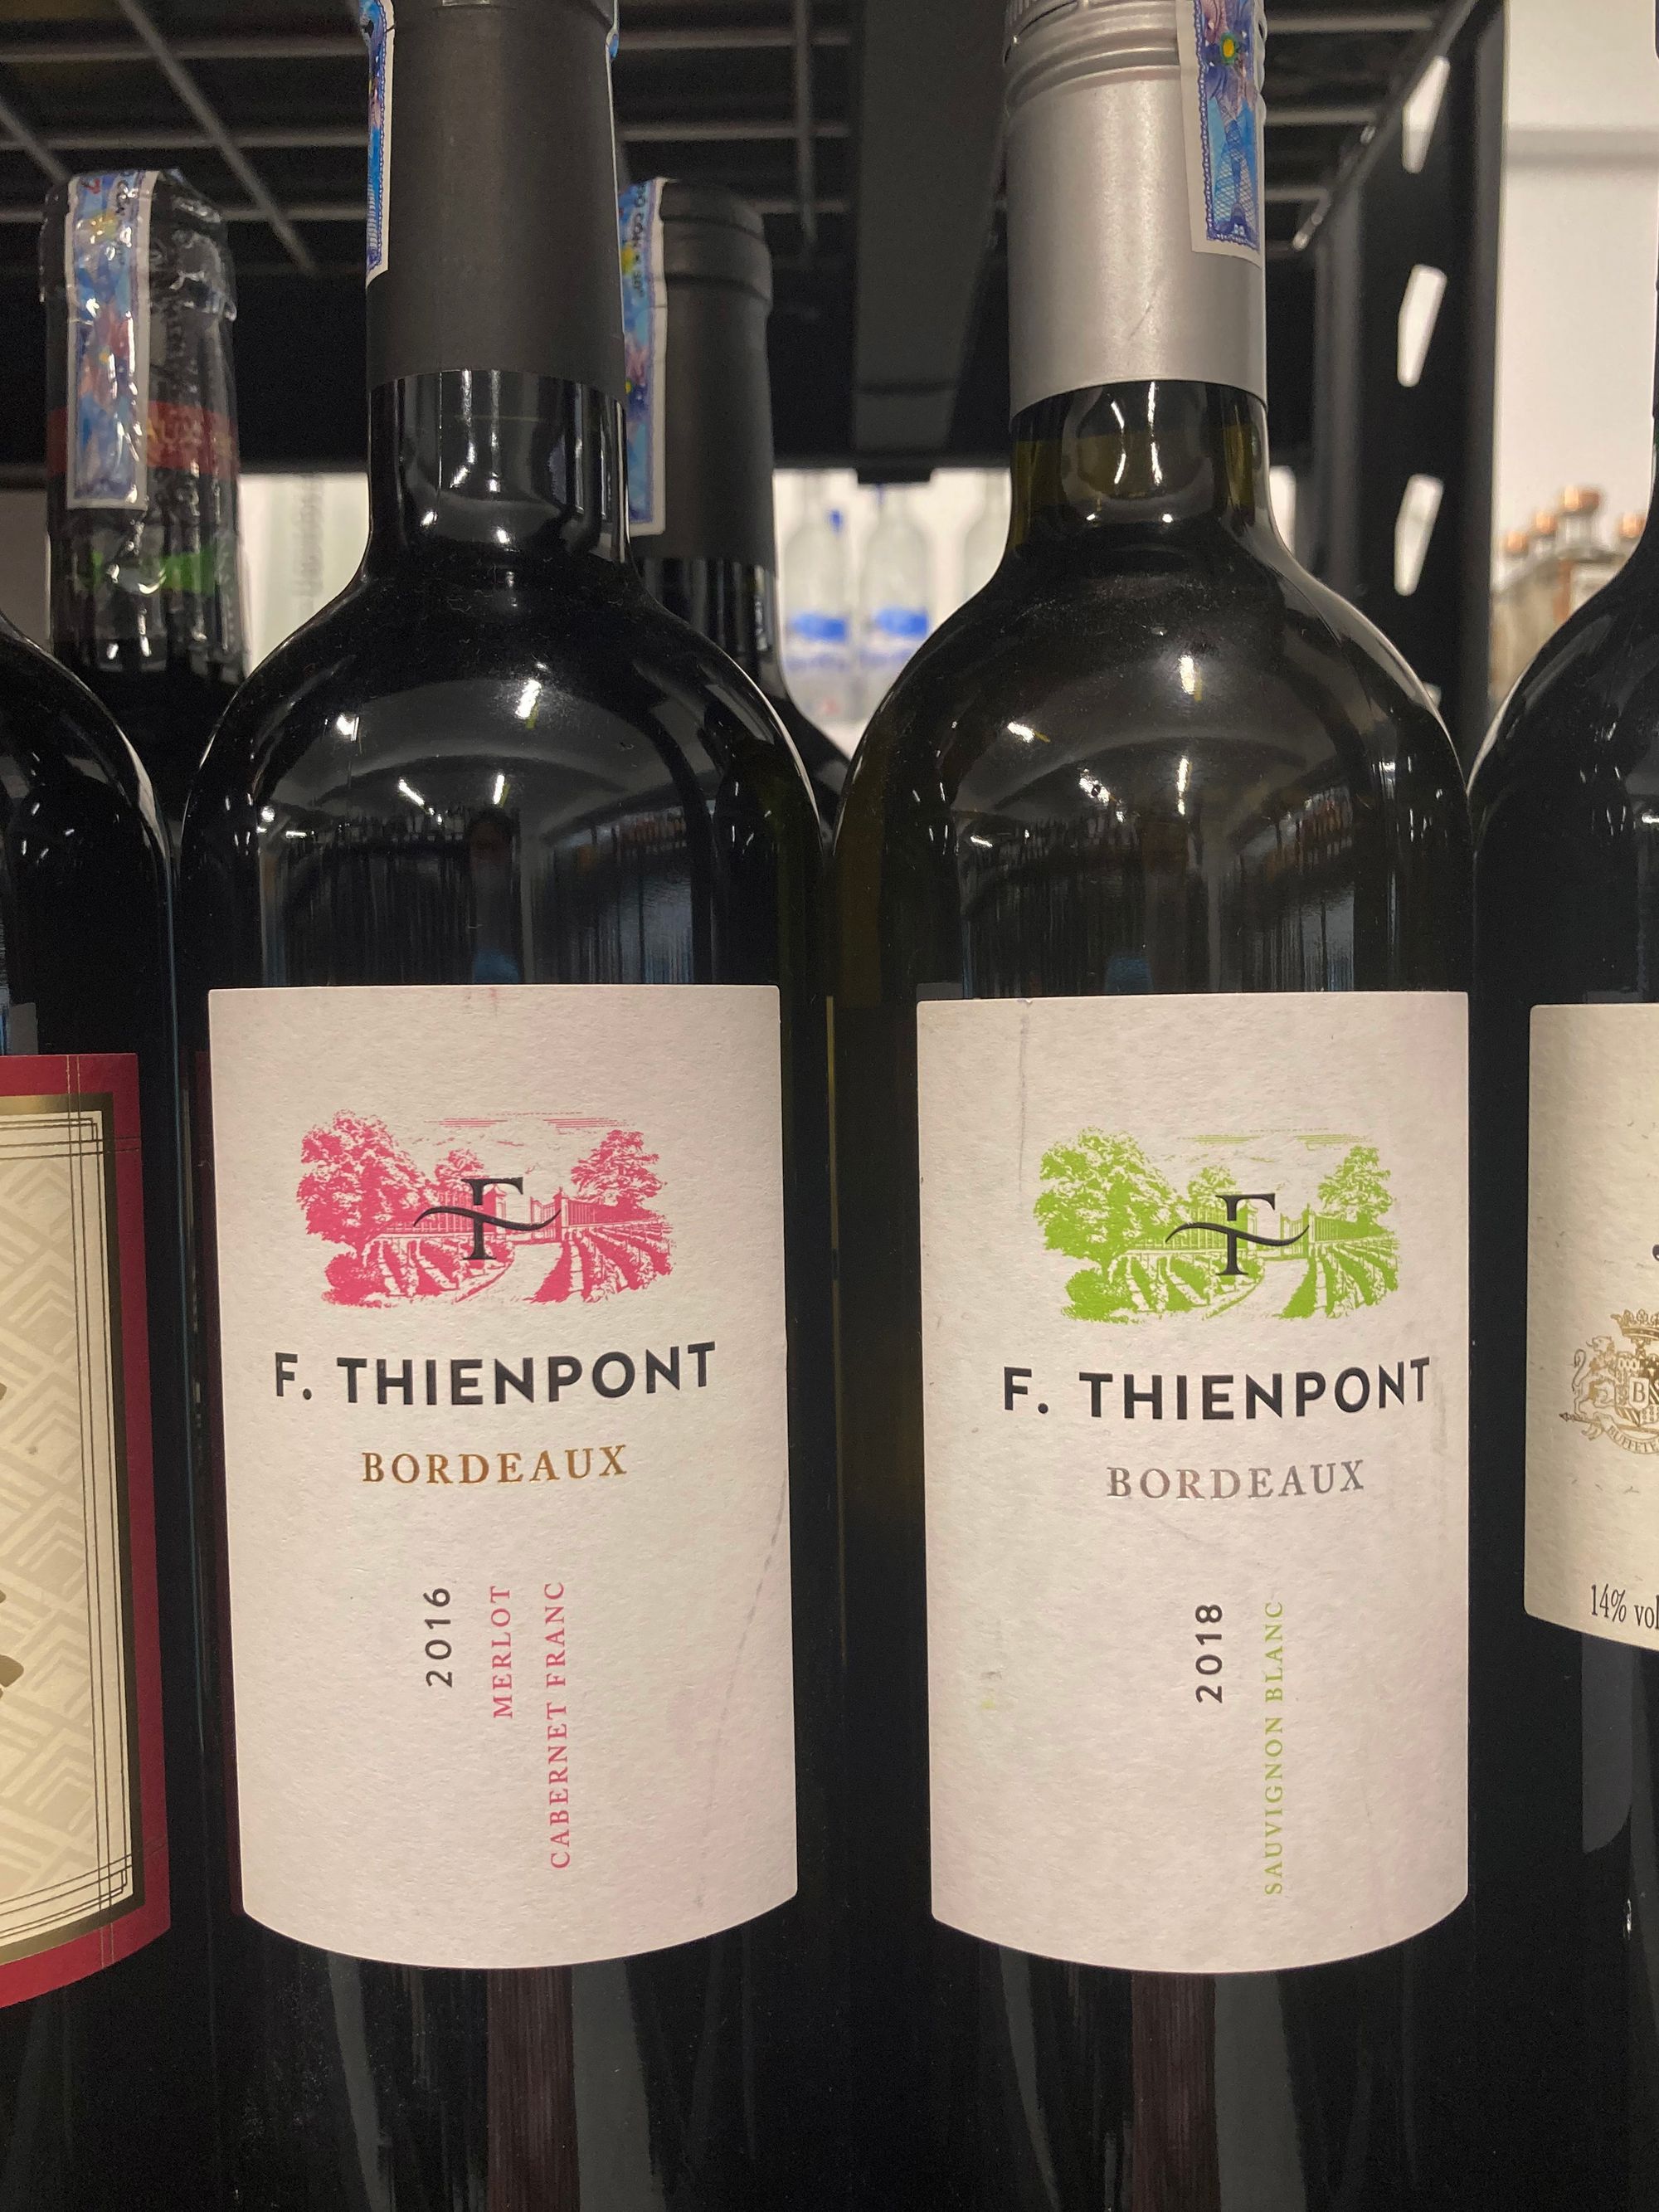 F
F. THIENPONT
BORDEAUX
2016
MERLOT
CABERNET FRANC
F
F. THIENPONT
BORDEAUX
2018
SAUVIGNON BLANC
B
14% vol